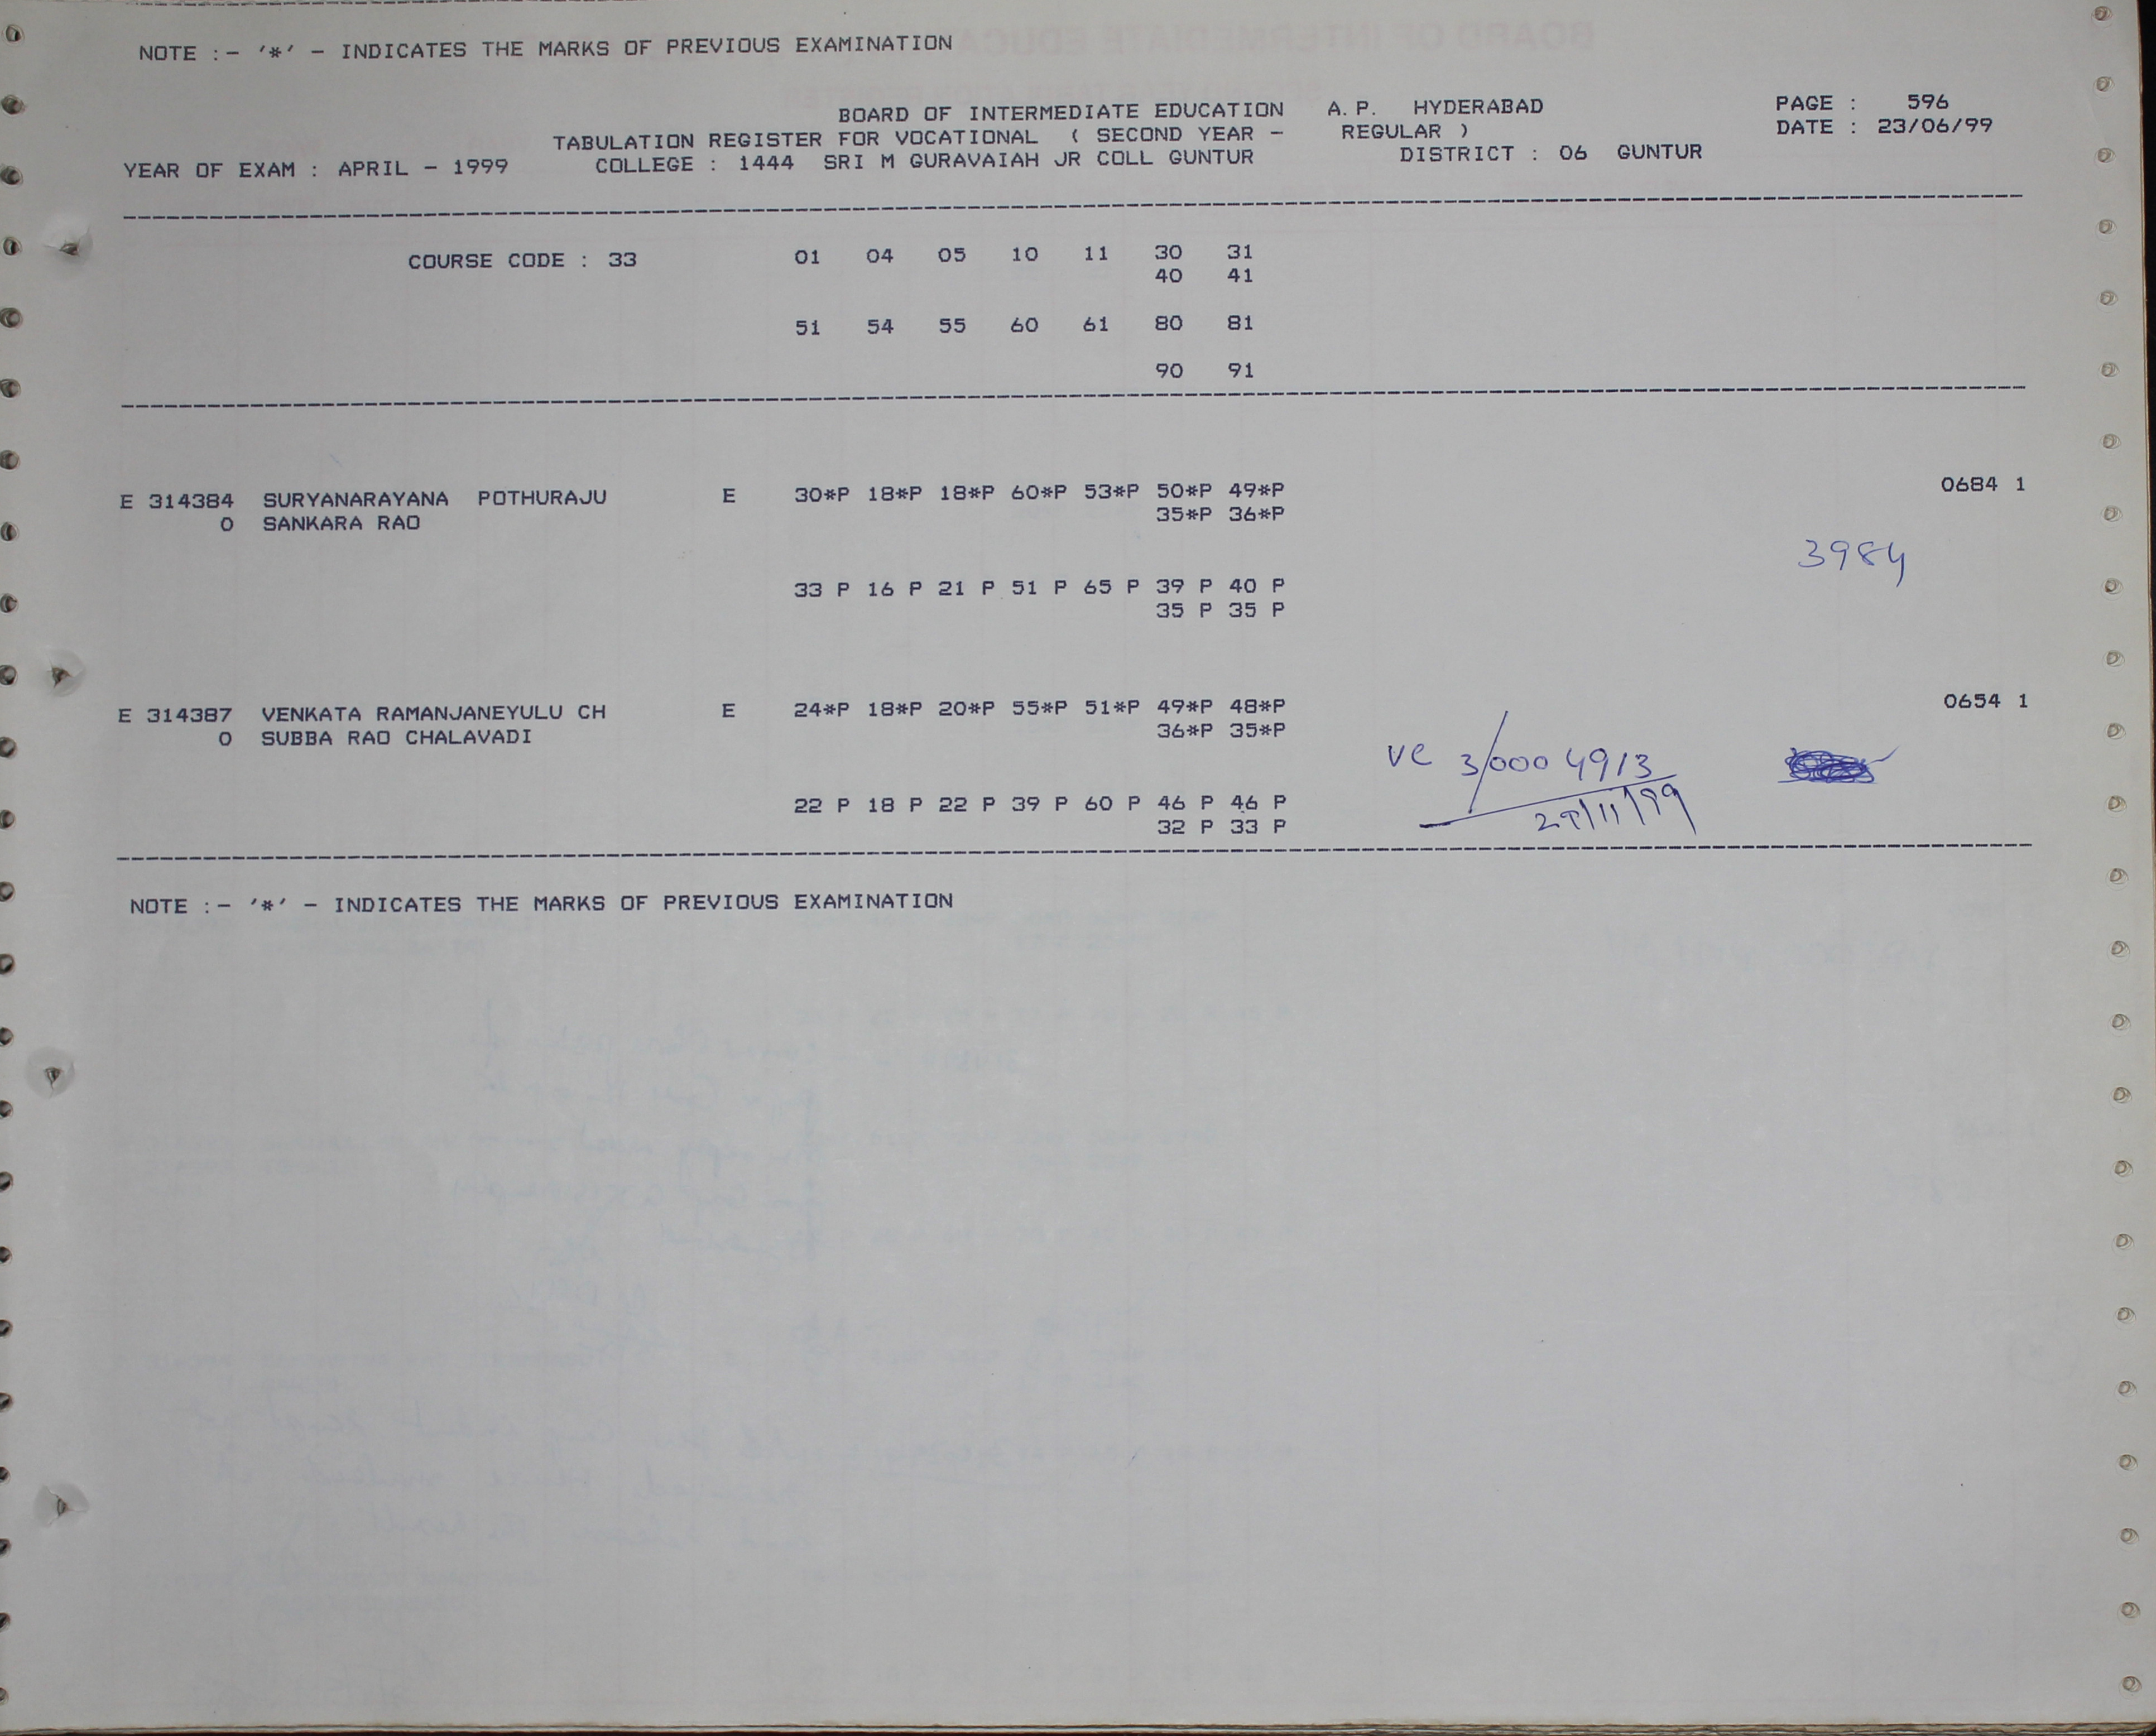 NOTE :- '*' - INDICATES THE MARKS OF PREVIOUS EXAMINATION
BOARD OF INTERMEDIATE EDUCATION A.P. HYDERABAD PAGE : 596
TABULATION REGISTER FOR VOCATIONAL ( SECOND YEAR - REGULAR ) DATE : 23/06/99
YEAR OF EXAM : APRIL - 1999 COLLEGE : 1444 SRI M GURAVAIAH JR COLL GUNTUR DISTRICT : 06 GUNTUR
COURSE CODE : 33 01 04 05 10 11 30 31
40 41
51 54 55 60 61 80 81
90 91
E 314384 SURYANARAYANA POTHURAJU E 30*P 18*P 18*P 60*P 53*P 50*P 49*P 0684 1
0 SANKARA RAO 35*P 36*P
3984
33 P 16 P 21 P 51 P 65 P 39 P 40 P
35 P 35 P
E 314387 VENKATA RAMANJANEYULU CH E 24*P 18*P 20*P 55*P 51*P 49*P 48*P 0654 1
0 SUBBA RAO CHALAVADI 36*P 35*P
VC 3/000 4913
22 P 18 P 22 P 39 P 60 P 46 P 46 P
32 P 33 P
NOTE :- '*' - INDICATES THE MARKS OF PREVIOUS EXAMINATION